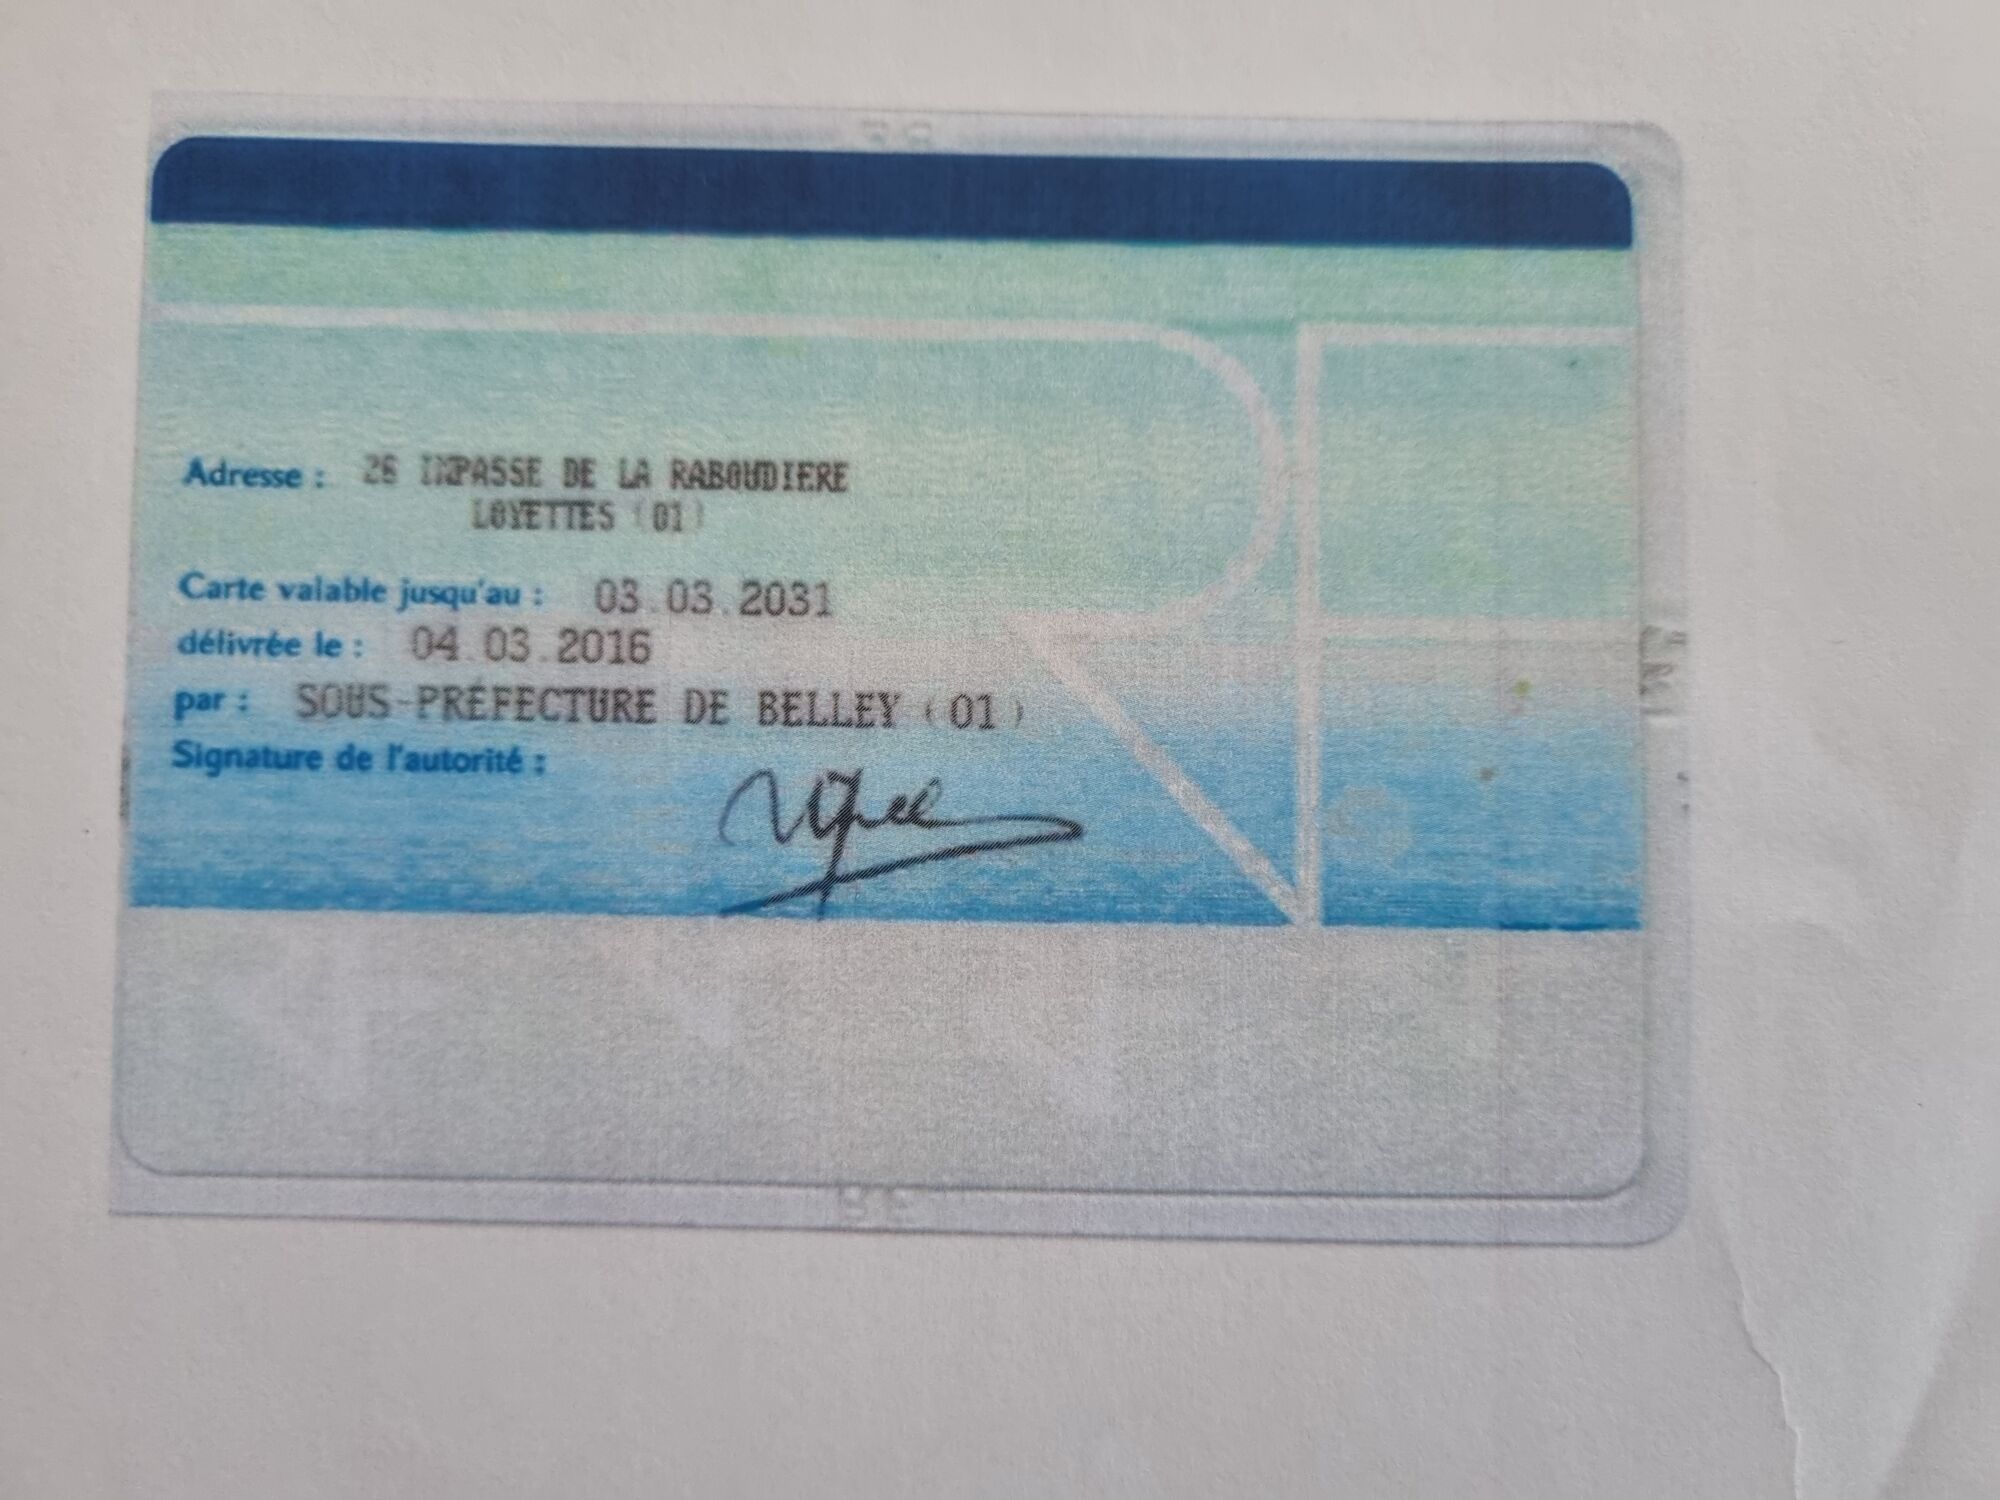 Adresse : 26 IMPASSE DE LA RABOUDIERE
LOYETTES (01)
Carte valable jusqu'au : 03.03.2031
délivrée le : 04.03.2016
par : SOUS-PRÉFECTURE DE BELLEY (01)
Signature de l'autorité :